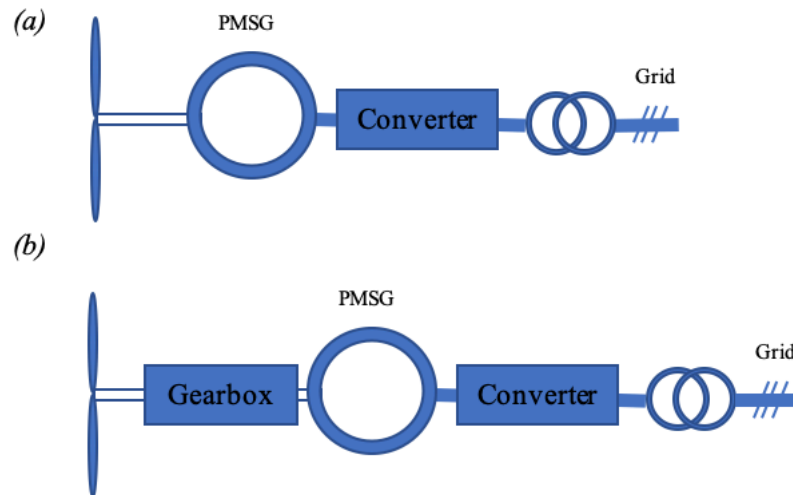 (a)
PMSG
Grid
Converter
(b)
PMSG
Grid
Gearbox
Converter